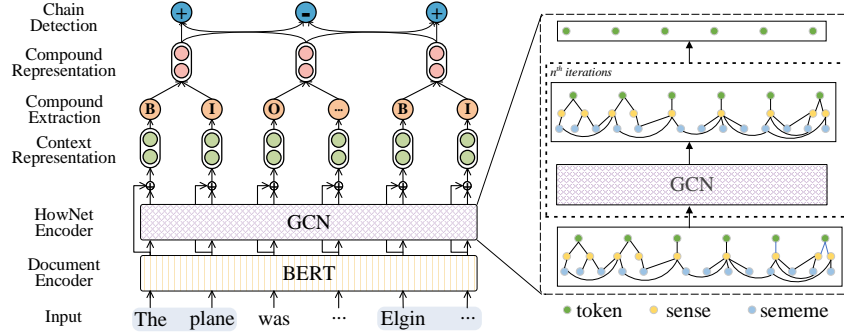 Chain
Detection
+ - +
Compound
Representation
Compound
Extraction
B I O ... B I
Context
Representation
HowNet
Encoder
GCN
Document
Encoder
BERT
Input
The plane was ... Elgin ...
nth iterations
GCN
token sense sememe